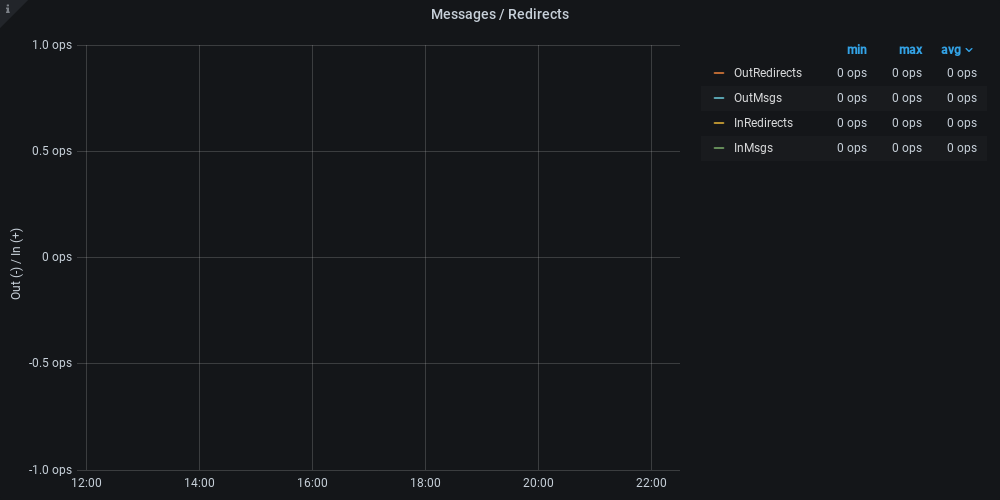 i
Messages / Redirects
1.0 ops
0.5 ops
0 ops
-0.5 ops
-1.0 ops
Out (-) / In (+)
12:00 14:00 16:00 18:00 20:00 22:00
min max avg
OutRedirects 0 ops 0 ops 0 ops
OutMsgs 0 ops 0 ops 0 ops
InRedirects 0 ops 0 ops 0 ops
InMsgs 0 ops 0 ops 0 ops